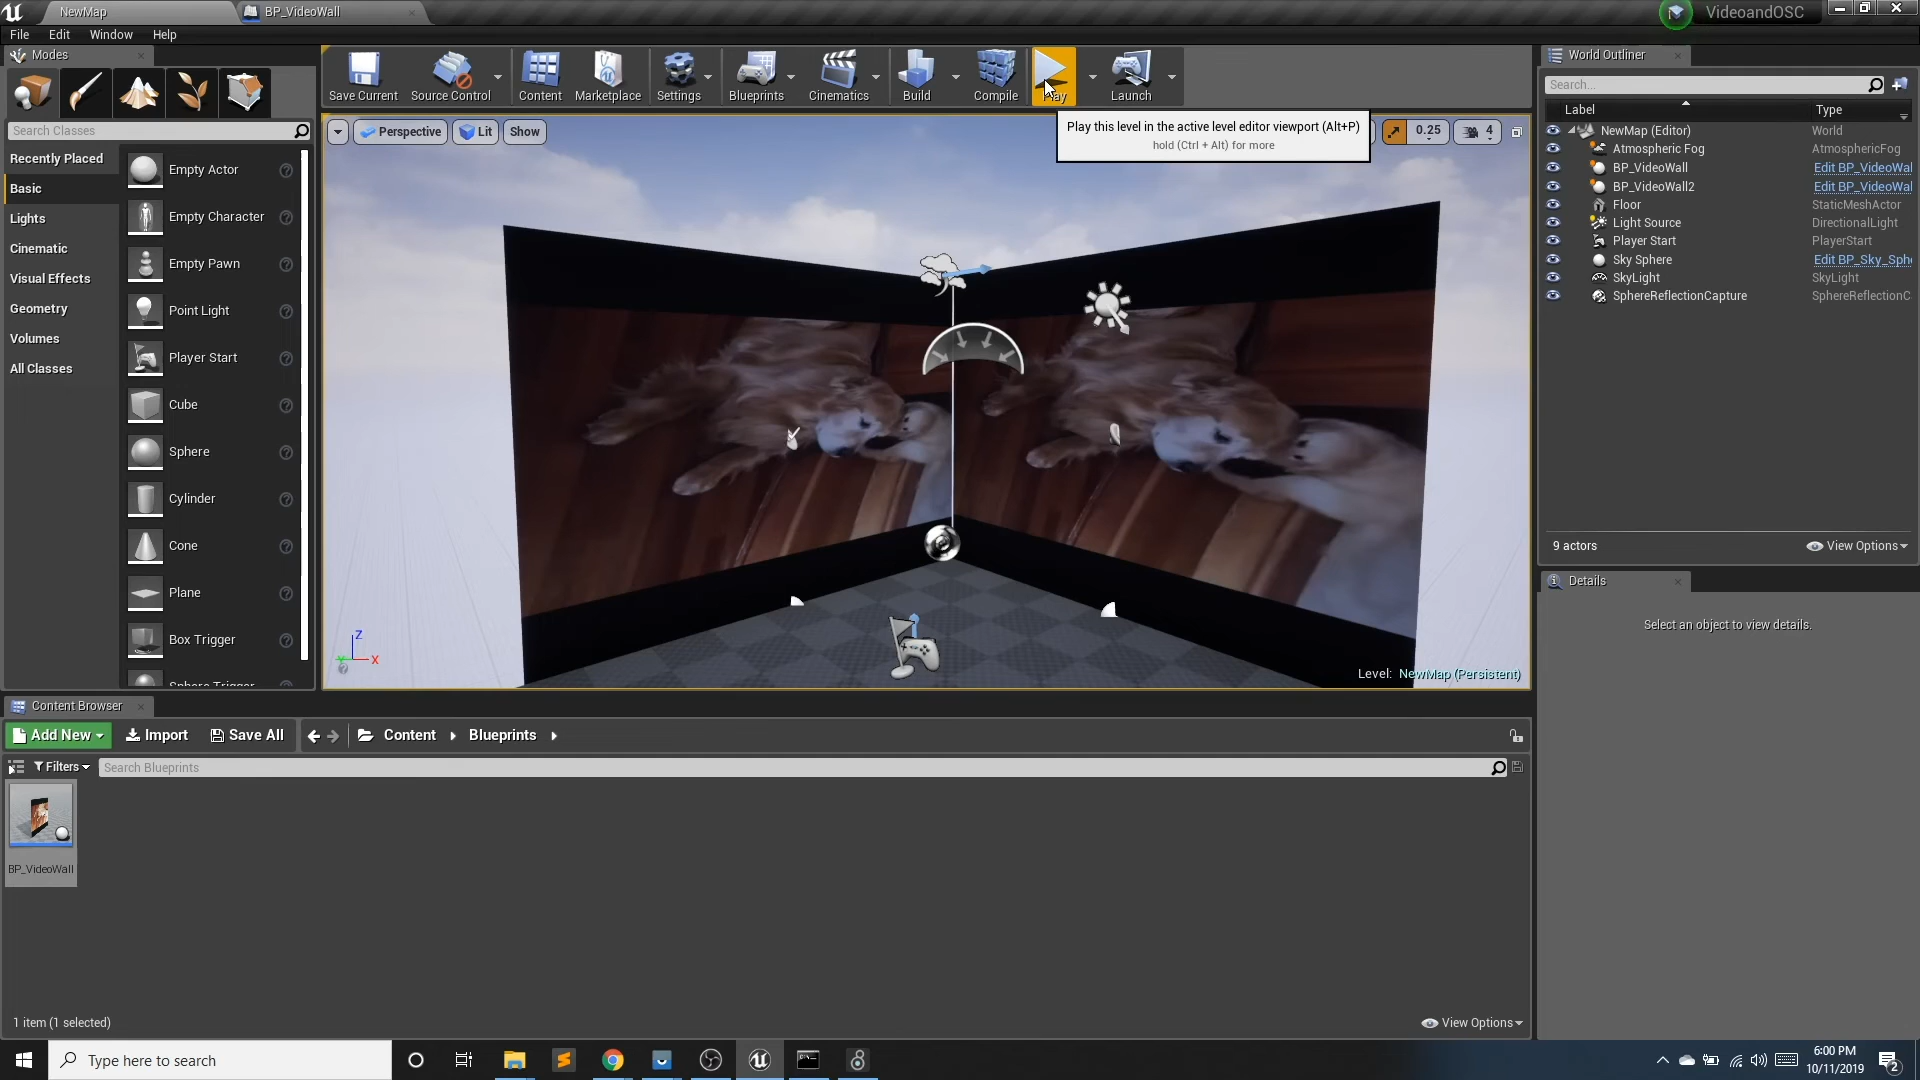 NewMap
BP_VideoWall
VideoandOSC
File Edit Window Help
Modes
Search Classes
Recently Placed
Basic
Lights
Cinematic
Visual Effects
Geometry
Volumes
All Classes
Empty Actor
Empty Character
Empty Pawn
Point Light
Player Start
Cube
Sphere
Cylinder
Cone
Plane
Box Trigger
Sphere Trigger
Save Current
Source Control
Content
Marketplace
Settings
Blueprints
Cinematics
Build
Compile
Play
Launch
Perspective
Lit
Show
0.25
4
Play this level in the active level editor viewport (Alt+P)
hold (Ctrl + Alt) for more
Z
X
Y
Level: NewMap (Persistent)
World Outliner
Search...
Label Type
NewMap (Editor) World
Atmospheric Fog AtmosphericFog
BP_VideoWall Edit BP_VideoWal
BP_VideoWall2 Edit BP_VideoWal
Floor StaticMeshActor
Light Source DirectionalLight
Player Start PlayerStart
Sky Sphere Edit BP_Sky_Sphe
SkyLight SkyLight
SphereReflectionCapture SphereReflectionC
9 actors
View Options
Details
Select an object to view details.
Content Browser
Add New
Import
Save All
Content
Blueprints
Filters
Search Blueprints
BP_VideoWall
1 item (1 selected)
View Options
Type here to search
6:00 PM
10/11/2019
2